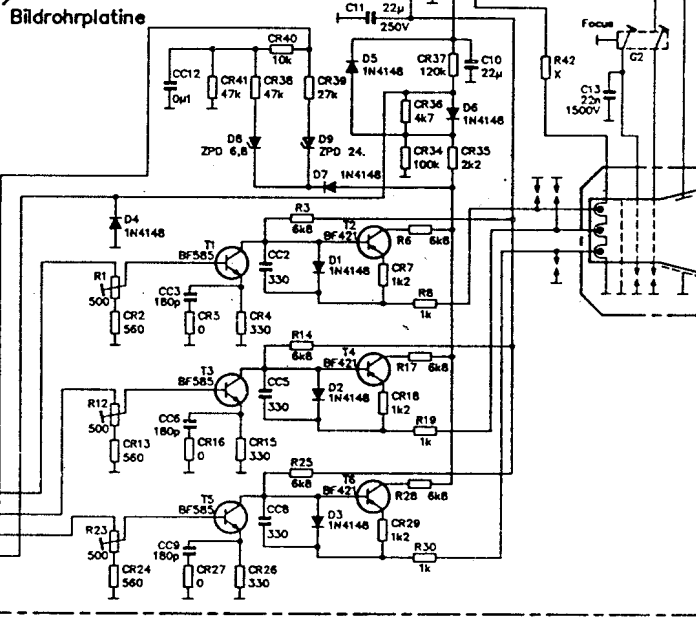 Bildrohrplatine
C11
22µ
250V
CR40
10k
CC12
0µ1
CR41
47k
CR38
47k
CR39
27k
D5
1N4148
CR37
120k
C10
22µ
CR36
4k7
D6
1N4148
CR34
100k
CR35
2k2
D8
ZPD 6,8
D9
ZPD 24.
D7
1N4148
Focus
G2
R42
X
C13
22n
1500V
D4
1N4148
R3
6k8
T1
BF585
CC2
330
D1
1N4148
T2
BF421
R6
6k8
CR7
1k2
R8
1k
R1
500
CR2
560
CC3
180p
CR5
0
CR4
330
R14
6k8
T3
BF585
CC5
330
D2
1N4148
T4
BF421
R17
6k8
CR18
1k2
R19
1k
R12
500
CR13
560
CC6
180p
CR16
0
CR15
330
R25
6k8
T5
BF585
CC8
330
D3
1N4148
T6
BF421
R28
6k8
CR29
1k2
R30
1k
R23
500
CR24
560
CC9
180p
CR27
0
CR26
330